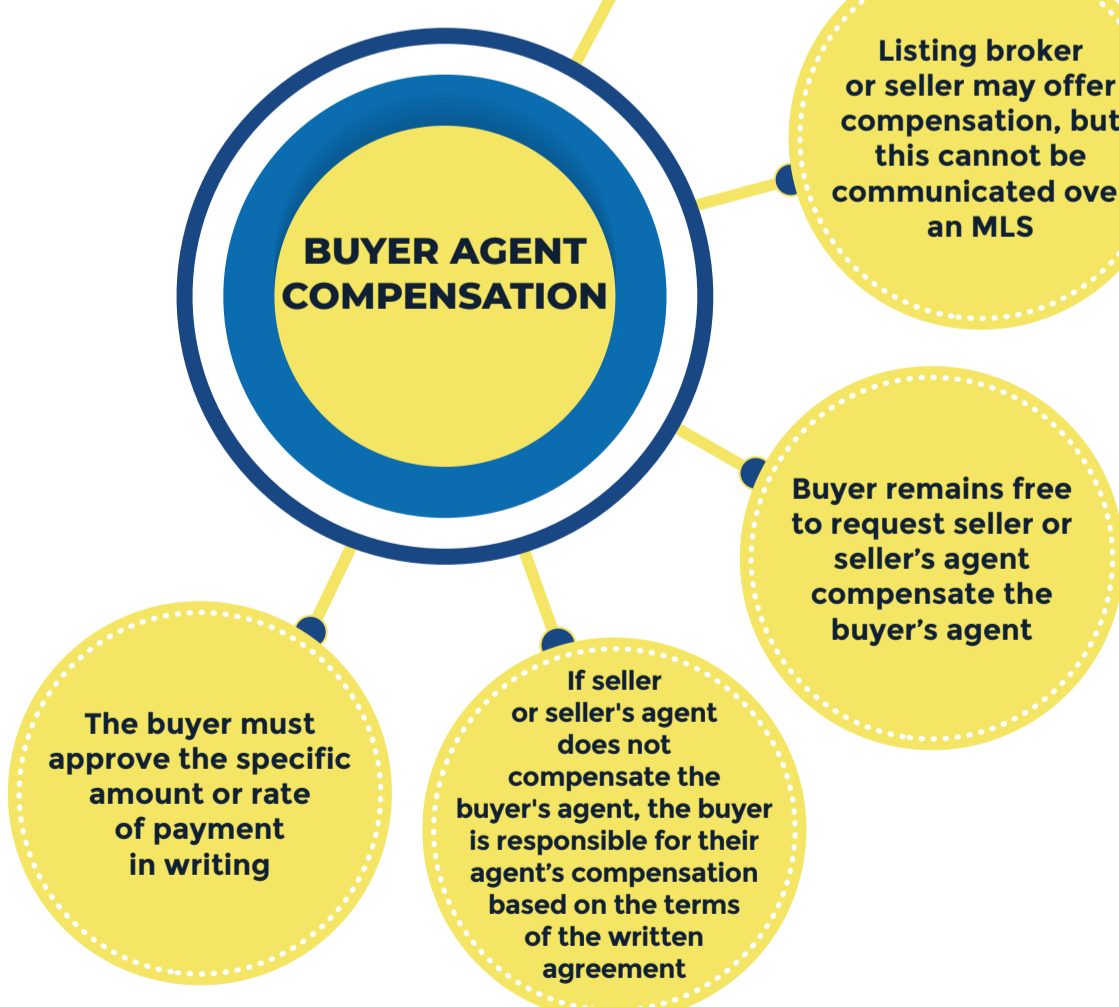 Listing broker
or seller may offer
compensation, but
this cannot be
communicated ove
an MLS
BUYER AGENT
COMPENSATION
Buyer remains free
to request seller or
seller’s agent
compensate the
buyer’s agent
The buyer must
approve the specific
amount or rate
of payment
in writing
If seller
or seller's agent
does not
compensate the
buyer's agent, the buyer
is responsible for their
agent’s compensation
based on the terms
of the written
agreement